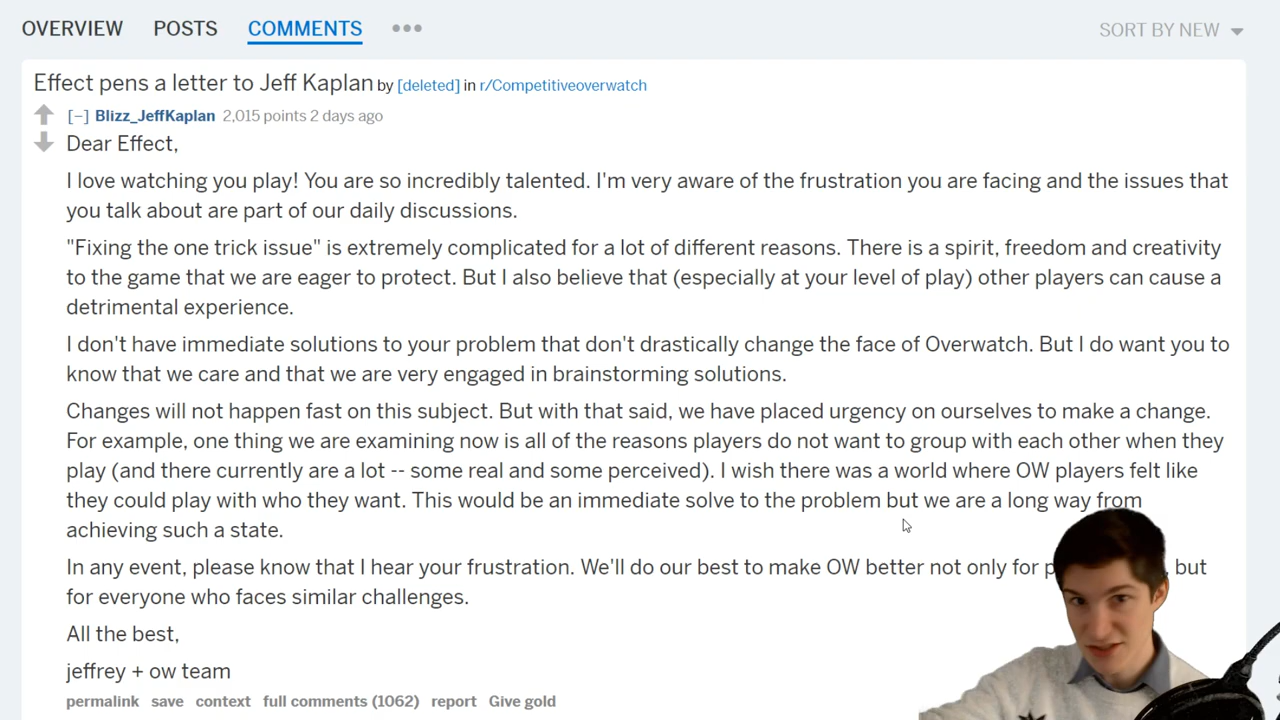 OVERVIEW POSTS COMMENTS ••• SORT BY NEW
Effect pens a letter to Jeff Kaplan by [deleted] in r/Competitiveoverwatch
[–] Blizz_JeffKaplan 2,015 points 2 days ago
Dear Effect,
I love watching you play! You are so incredibly talented. I'm very aware of the frustration you are facing and the issues that
you talk about are part of our daily discussions.
"Fixing the one trick issue" is extremely complicated for a lot of different reasons. There is a spirit, freedom and creativity
to the game that we are eager to protect. But I also believe that (especially at your level of play) other players can cause a
detrimental experience.
I don't have immediate solutions to your problem that don't drastically change the face of Overwatch. But I do want you to
know that we care and that we are very engaged in brainstorming solutions.
Changes will not happen fast on this subject. But with that said, we have placed urgency on ourselves to make a change.
For example, one thing we are examining now is all of the reasons players do not want to group with each other when they
play (and there currently are a lot -- some real and some perceived). I wish there was a world where OW players felt like
they could play with who they want. This would be an immediate solve to the problem but we are a long way from
achieving such a state.
In any event, please know that I hear your frustration. We'll do our best to make OW better not only for but
for everyone who faces similar challenges.
All the best,
jeffrey + ow team
permalink save context full comments (1062) report Give gold